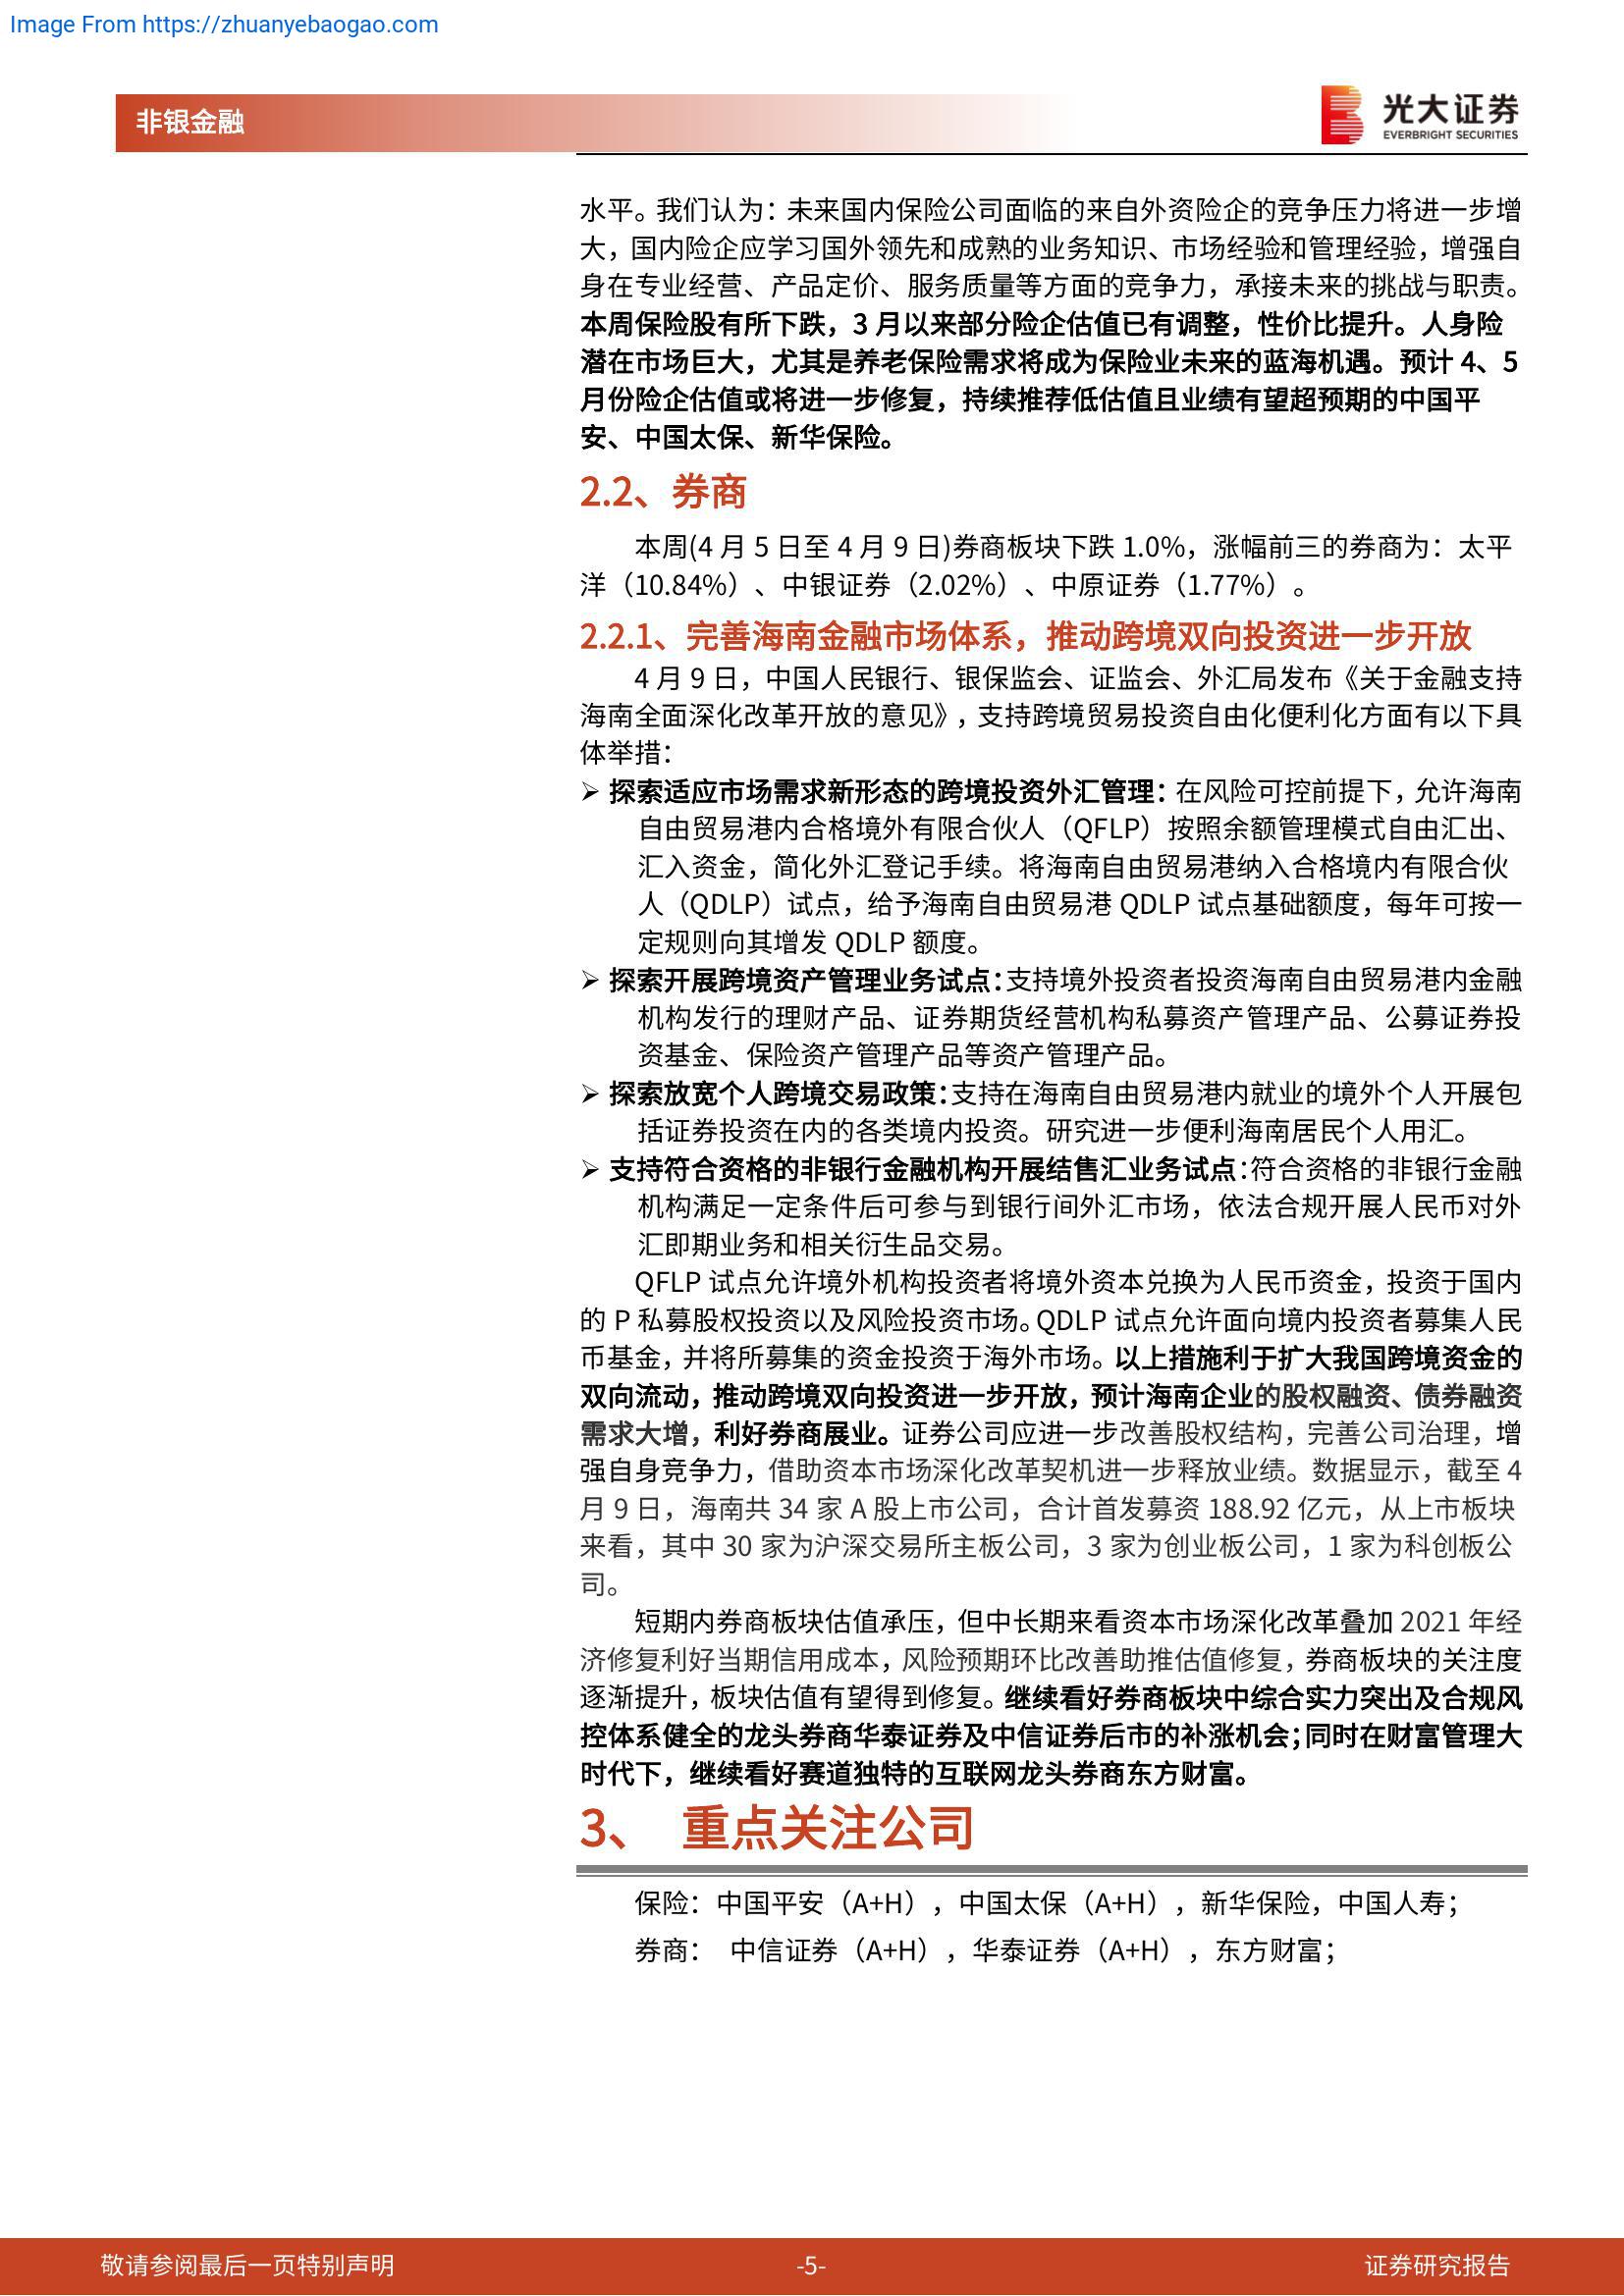 Image From https://zhuanyebaogao.com
非银金融
光大证券
EVERBRIGHT SECURITIES
水平。我们认为：未来国内保险公司面临的来自外资险企的竞争压力将进一步增
大，国内险企应学习国外领先和成熟的业务知识、市场经验和管理经验，增强自
身在专业经营、产品定价、服务质量等方面的竞争力，承接未来的挑战与职责。
本周保险股有所下跌，3 月以来部分险企估值已有调整，性价比提升。人身险
潜在市场巨大，尤其是养老保险需求将成为保险业未来的蓝海机遇。预计 4、5
月份险企估值或将进一步修复，持续推荐低估值且业绩有望超预期的中国平
安、中国太保、新华保险。
2.2、券商
本周(4 月 5 日至 4 月 9 日)券商板块下跌 1.0%，涨幅前三的券商为：太平
洋（10.84%）、中银证券（2.02%）、中原证券（1.77%）。
2.2.1、完善海南金融市场体系，推动跨境双向投资进一步开放
4 月 9 日，中国人民银行、银保监会、证监会、外汇局发布《关于金融支持
海南全面深化改革开放的意见》，支持跨境贸易投资自由化便利化方面有以下具
体举措：
➢ 探索适应市场需求新形态的跨境投资外汇管理：在风险可控前提下，允许海南
自由贸易港内合格境外有限合伙人（QFLP）按照余额管理模式自由汇出、
汇入资金，简化外汇登记手续。将海南自由贸易港纳入合格境内有限合伙
人（QDLP）试点，给予海南自由贸易港 QDLP 试点基础额度，每年可按一
定规则向其增发 QDLP 额度。
➢ 探索开展跨境资产管理业务试点：支持境外投资者投资海南自由贸易港内金融
机构发行的理财产品、证券期货经营机构私募资产管理产品、公募证券投
资基金、保险资产管理产品等资产管理产品。
➢ 探索放宽个人跨境交易政策：支持在海南自由贸易港内就业的境外个人开展包
括证券投资在内的各类境内投资。研究进一步便利海南居民个人用汇。
➢ 支持符合资格的非银行金融机构开展结售汇业务试点：符合资格的非银行金融
机构满足一定条件后可参与到银行间外汇市场，依法合规开展人民币对外
汇即期业务和相关衍生品交易。
QFLP 试点允许境外机构投资者将境外资本兑换为人民币资金，投资于国内
的 P 私募股权投资以及风险投资市场。QDLP 试点允许面向境内投资者募集人民
币基金，并将所募集的资金投资于海外市场。以上措施利于扩大我国跨境资金的
双向流动，推动跨境双向投资进一步开放，预计海南企业的股权融资、债券融资
需求大增，利好券商展业。证券公司应进一步改善股权结构，完善公司治理，增
强自身竞争力，借助资本市场深化改革契机进一步释放业绩。数据显示，截至 4
月 9 日，海南共 34 家 A 股上市公司，合计首发募资 188.92 亿元，从上市板块
来看，其中 30 家为沪深交易所主板公司，3 家为创业板公司，1 家为科创板公
司。
短期内券商板块估值承压，但中长期来看资本市场深化改革叠加 2021 年经
济修复利好当期信用成本，风险预期环比改善助推估值修复，券商板块的关注度
逐渐提升，板块估值有望得到修复。继续看好券商板块中综合实力突出及合规风
控体系健全的龙头券商华泰证券及中信证券后市的补涨机会；同时在财富管理大
时代下，继续看好赛道独特的互联网龙头券商东方财富。
3、 重点关注公司
保险：中国平安（A+H），中国太保（A+H），新华保险，中国人寿；
券商： 中信证券（A+H），华泰证券（A+H），东方财富；
敬请参阅最后一页特别声明
-5-
证券研究报告